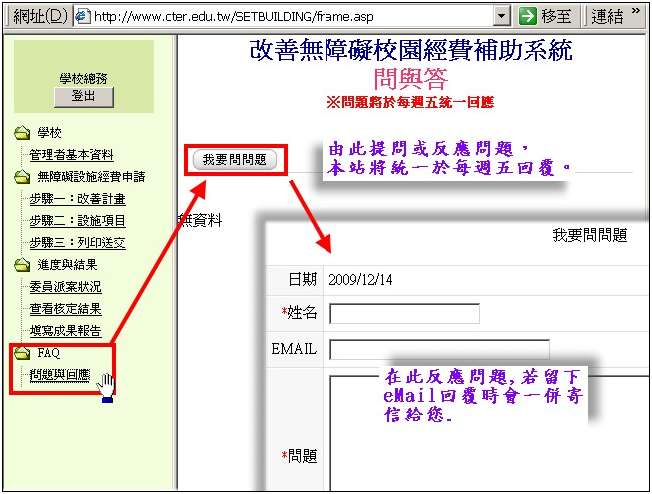 網址(D)
http://www.cter.edu.tw/SETBUILDING/frame.asp
移至
連結 »
學校總務
登出
學校
管理者基本資料
無障礙設施經費申請
步驟一：改善計畫
步驟二：設施項目
步驟三：列印送交
進度與結果
委員派案狀況
查看核定結果
填寫成果報告
FAQ
問題與回應
改善無障礙校園經費補助系統
問與答
※問題將於每週五統一回應
我要問問題
由此提問或反應問題，
本站將統一於每週五回覆。
無資料
我要問問題
日期 2009/12/14
*姓名
EMAIL
在此反應問題,若留下
eMail回覆時會一併寄
信給您.
*問題